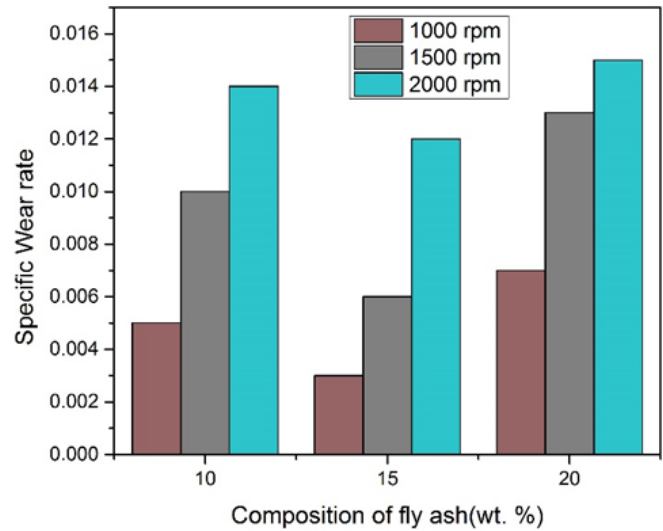 0.016
0.014
0.012
0.010
0.008
0.006
0.004
0.002
0.000
Specific Wear rate
1000 rpm
1500 rpm
2000 rpm
10
15
20
Composition of fly ash(wt. %)